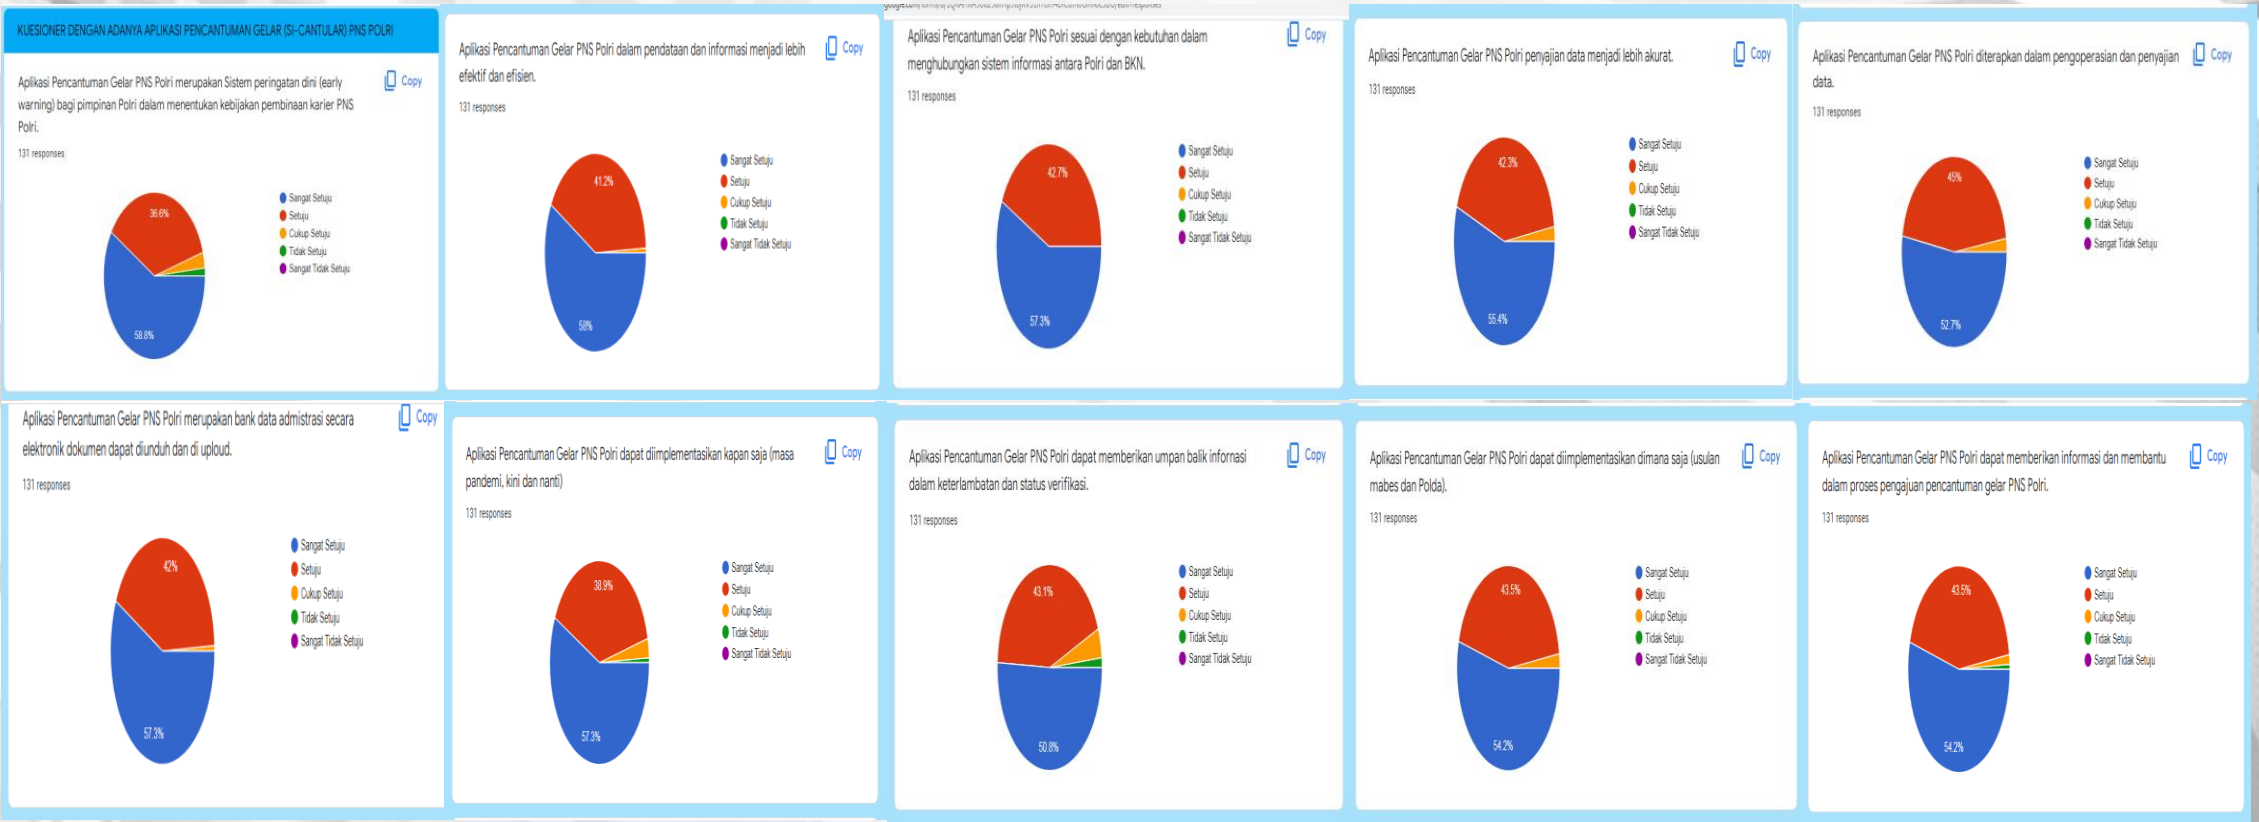 KUESIONER DENGAN ADANYA APLIKASI PENCANTUMAN GELAR (SI-CANTULAR) PNS POLRI
Aplikasi Pencantuman Gelar PNS Polri merupakan Sistem peringatan dini (early
warning) bagi pimpinan Polri dalam menentukan kebijakan pembinaan karier PNS
Polri.
Copy
131 responses
36.6%
58.8%
Sangat Setuju
Setuju
Cukup Setuju
Tidak Setuju
Sangat Tidak Setuju
Aplikasi Pencantuman Gelar PNS Polri dalam pendataan dan informasi menjadi lebih
efektif dan efisien.
Copy
131 responses
41.2%
58%
Sangat Setuju
Setuju
Cukup Setuju
Tidak Setuju
Sangat Tidak Setuju
Aplikasi Pencantuman Gelar PNS Polri sesuai dengan kebutuhan dalam
menghubungkan sistem informasi antara Polri dan BKN.
Copy
131 responses
42.7%
57.3%
Sangat Setuju
Setuju
Cukup Setuju
Tidak Setuju
Sangat Tidak Setuju
Aplikasi Pencantuman Gelar PNS Polri penyajian data menjadi lebih akurat.
Copy
131 responses
42.3%
55.4%
Sangat Setuju
Setuju
Cukup Setuju
Tidak Setuju
Sangat Tidak Setuju
Aplikasi Pencantuman Gelar PNS Polri diterapkan dalam pengoperasian dan penyajian
data.
Copy
131 responses
45%
52.7%
Sangat Setuju
Setuju
Cukup Setuju
Tidak Setuju
Sangat Tidak Setuju
Aplikasi Pencantuman Gelar PNS Polri merupakan bank data admistrasi secara
elektronik dokumen dapat diunduh dan di uploud.
Copy
131 responses
42%
57.3%
Sangat Setuju
Setuju
Cukup Setuju
Tidak Setuju
Sangat Tidak Setuju
Aplikasi Pencantuman Gelar PNS Polri dapat diimplementasikan kapan saja (masa
pandemi, kini dan nanti)
Copy
131 responses
38.9%
57.3%
Sangat Setuju
Setuju
Cukup Setuju
Tidak Setuju
Sangat Tidak Setuju
Aplikasi Pencantuman Gelar PNS Polri dapat memberikan umpan balik infornasi
dalam keterlambatan dan status verifikasi.
Copy
131 responses
43.1%
50.8%
Sangat Setuju
Setuju
Cukup Setuju
Tidak Setuju
Sangat Tidak Setuju
Aplikasi Pencantuman Gelar PNS Polri dapat diimplementasikan dimana saja (usulan
mabes dan Polda).
Copy
131 responses
43.5%
54.2%
Sangat Setuju
Setuju
Cukup Setuju
Tidak Setuju
Sangat Tidak Setuju
Aplikasi Pencantuman Gelar PNS Polri dapat memberikan informasi dan membantu
dalam proses pengajuan pencantuman gelar PNS Polri.
Copy
131 responses
43.5%
54.2%
Sangat Setuju
Setuju
Cukup Setuju
Tidak Setuju
Sangat Tidak Setuju